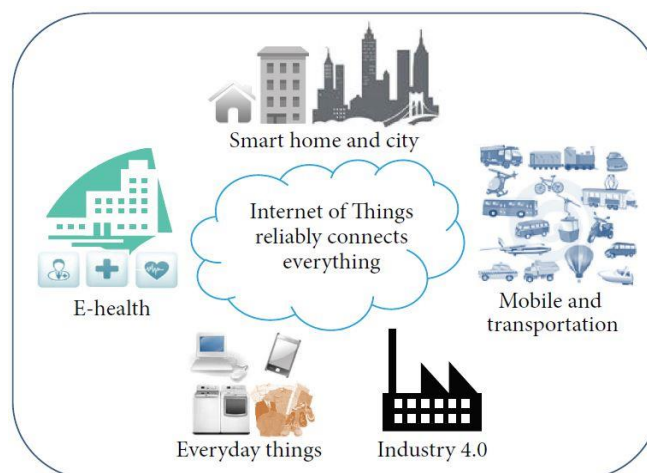 Smart home and city
Internet of Things
reliably connects
everything
E-health
Mobile and
transportation
Everyday things
Industry 4.0